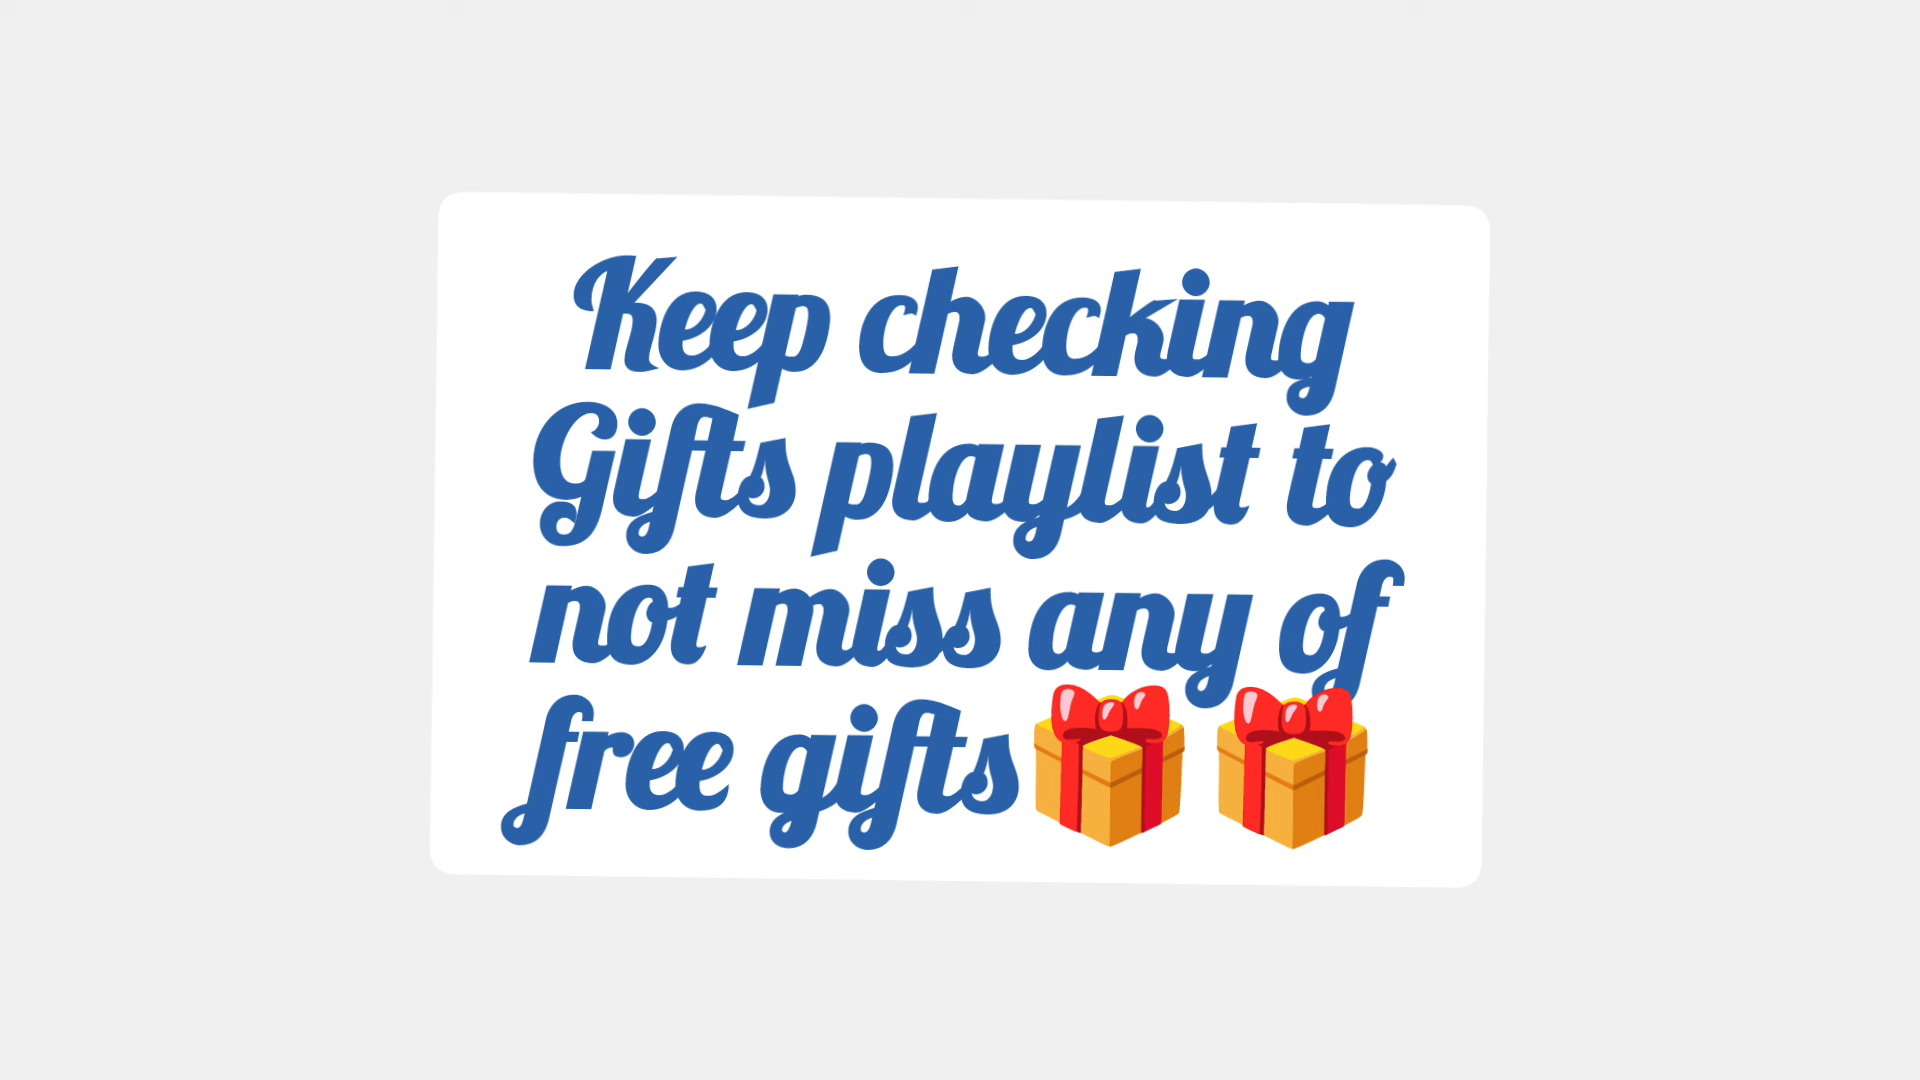 Keep checking
Gifts playlist to
not miss any of
free gifts🎁 🎁